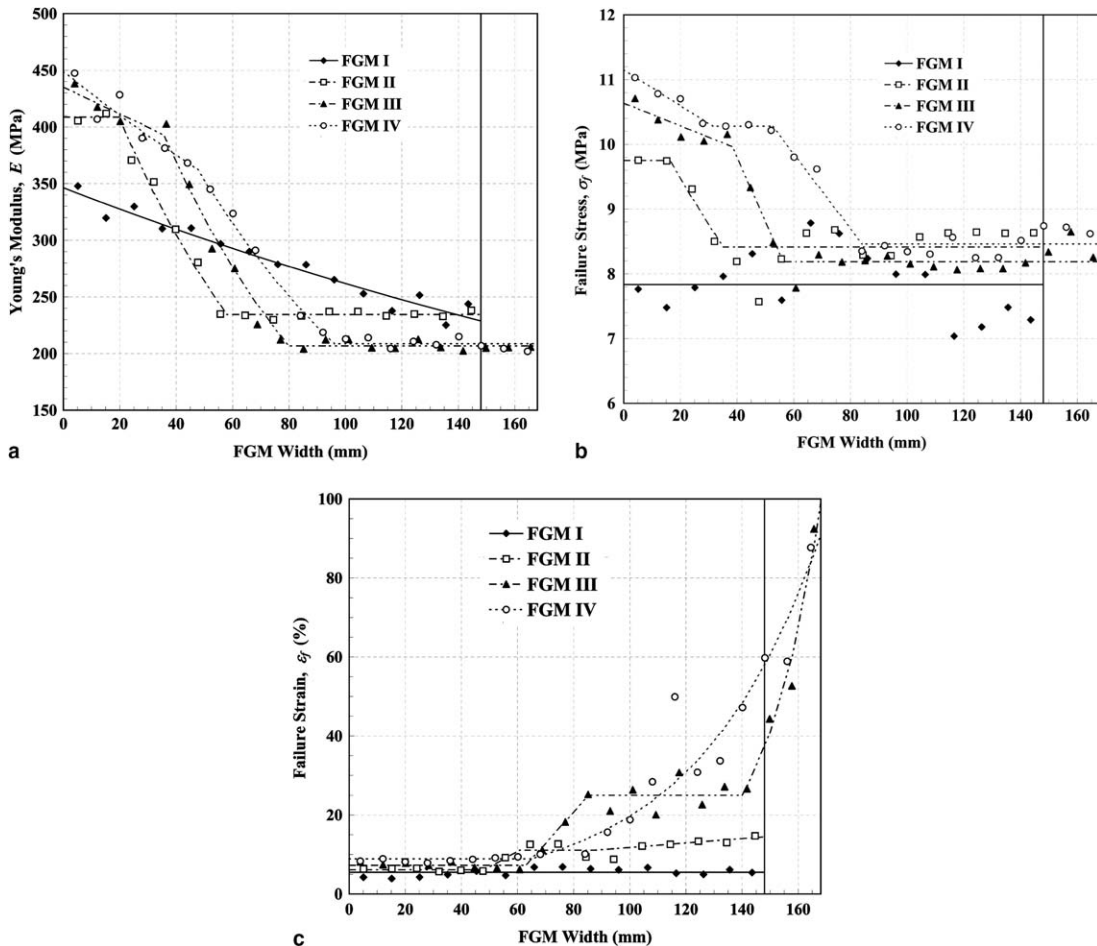 500
450
400
350
300
250
200
150
Young's Modulus, E (MPa)
FGM I
FGM II
FGM III
FGM IV
0 20 40 60 80 100 120 140 160
FGM Width (mm)
a
12
11
10
9
8
7
6
Failure Stress, σf (MPa)
FGM I
FGM II
FGM III
FGM IV
0 20 40 60 80 100 120 140 160
FGM Width (mm)
b
100
80
60
40
20
0
Failure Strain, εf (%)
FGM I
FGM II
FGM III
FGM IV
0 20 40 60 80 100 120 140 160
FGM Width (mm)
c